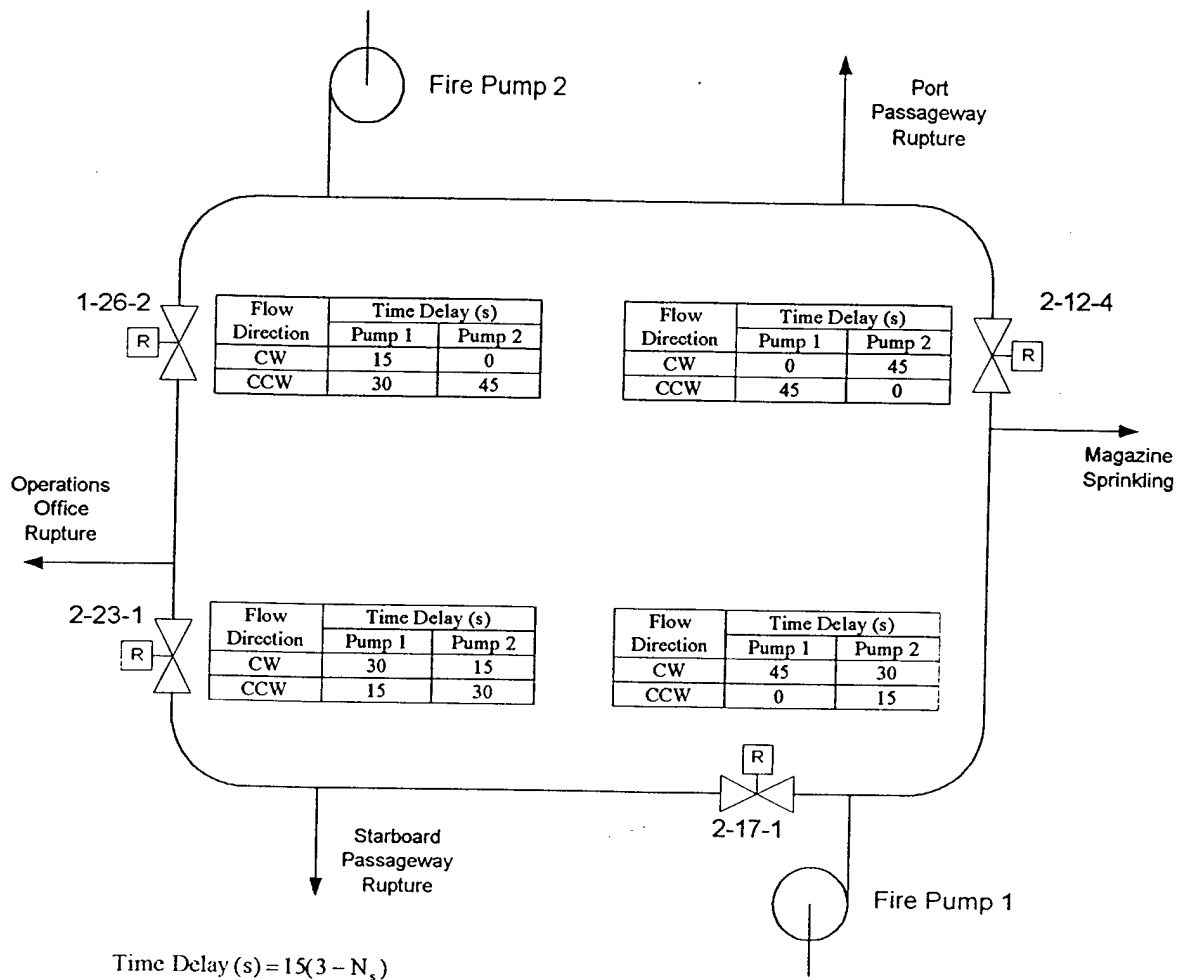 Fire Pump 2
Port
Passageway
Rupture
1-26-2
R
Flow Direction Time Delay (s)
Pump 1 Pump 2
CW 15 0
CCW 30 45
Flow Direction Time Delay (s)
Pump 1 Pump 2
CW 0 45
CCW 45 0
2-12-4
R
Magazine
Sprinkling
Operations
Office
Rupture
2-23-1
R
Flow Direction Time Delay (s)
Pump 1 Pump 2
CW 30 15
CCW 15 30
Flow Direction Time Delay (s)
Pump 1 Pump 2
CW 45 30
CCW 0 15
R
2-17-1
Starboard
Passageway
Rupture
Fire Pump 1
Time Delay (s) = 15(3 – Ns)